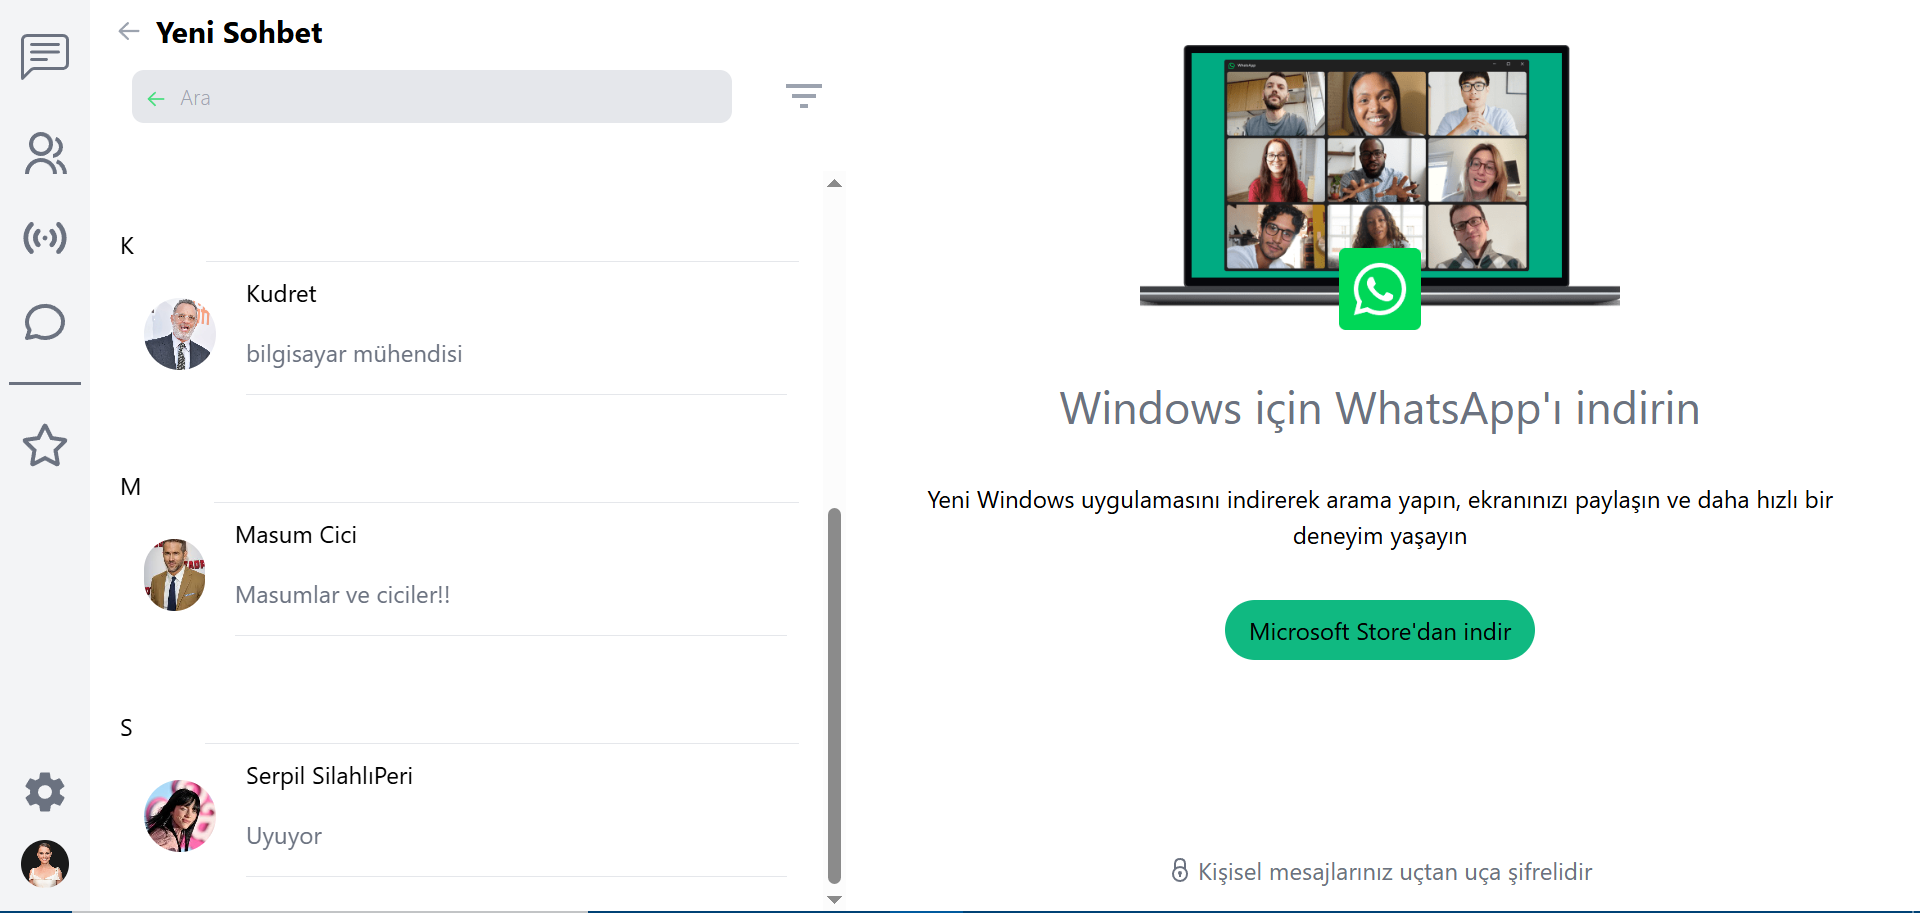 Yeni Sohbet
Ara
K
Kudret
bilgisayar mühendisi
M
Masum Cici
Masumlar ve ciciler!!
S
Serpil SilahlıPeri
Uyuyor
WhatsApp
Windows için WhatsApp'ı indirin
Yeni Windows uygulamasını indirerek arama yapın, ekranınızı paylaşın ve daha hızlı bir
deneyim yaşayın
Microsoft Store'dan indir
Kişisel mesajlarınız uçtan uça şifrelidir